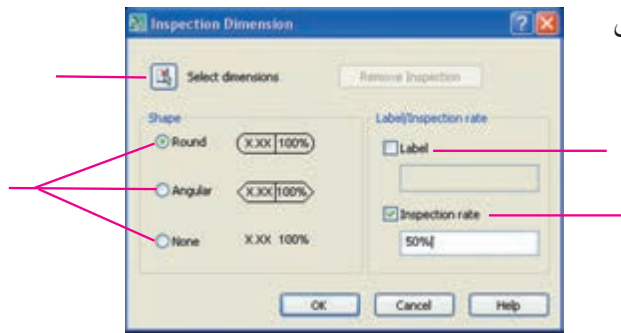 Inspection Dimension
Select dimensions
Remove Inspection
Shape
Round
X.XX 100%
Angular
X.XX 100%
None
X.XX 100%
Label/Inspection rate
Label
Inspection rate
50%
OK
Cancel
Help